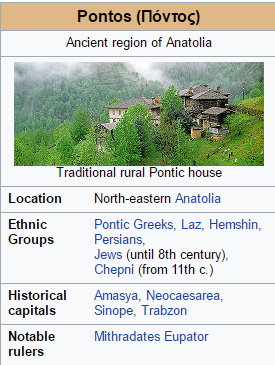 Pontos (Πόντος)
Ancient region of Anatolia
Traditional rural Pontic house
Location North-eastern Anatolia
Ethnic Groups Pontic Greeks, Laz, Hemshin,
Persians,
Jews (until 8th century),
Chepni (from 11th c.)
Historical capitals Amasya, Neocaesarea,
Sinope, Trabzon
Notable rulers Mithradates Eupator